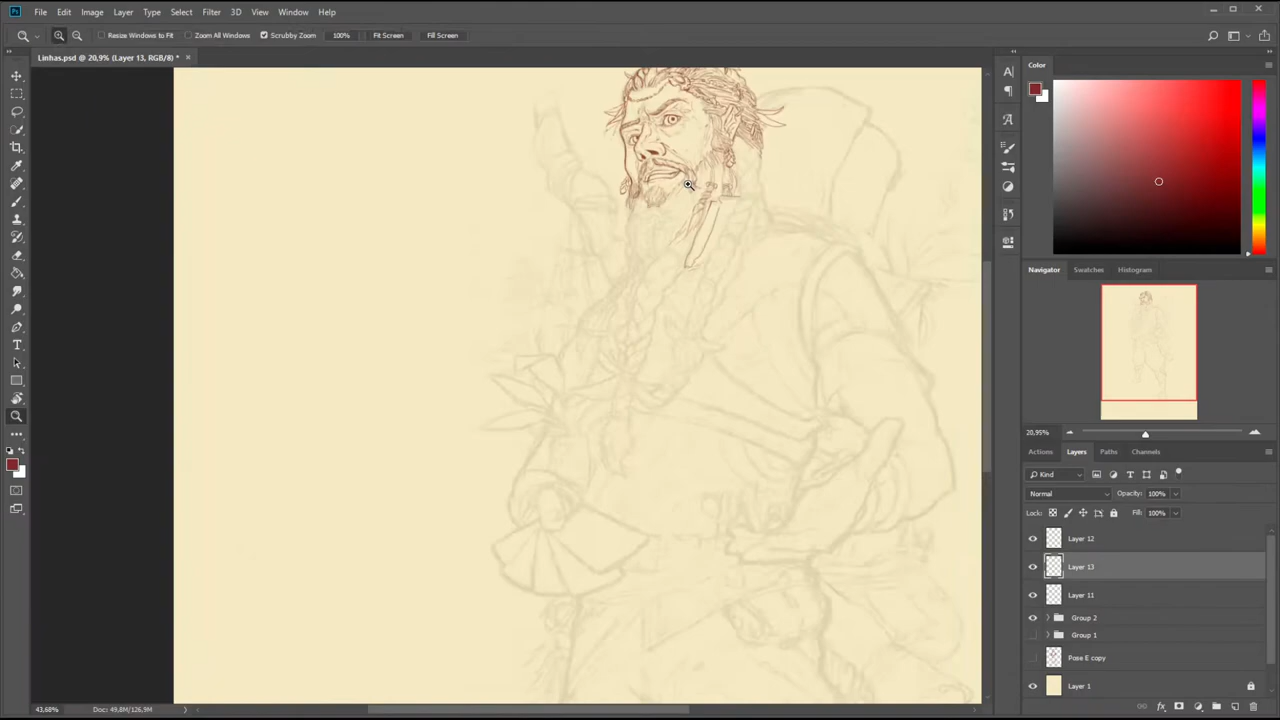 Ps File Edit Image Layer Type Select Filter 3D View Window Help
Resize Windows to Fit Zoom All Windows Scrubby Zoom 100% Fit Screen Fill Screen
Linhas.psd @ 20,9% (Layer 13, RGB/8) *
Color
Navigator Swatches Histogram
20,95%
Actions Layers Paths Channels
Kind
Normal Opacity: 100%
Lock: Fill: 100%
Layer 12
Layer 13
Layer 11
Group 2
Group 1
Pose E copy
Layer 1
43,68% Doc: 49,8M/126,9M